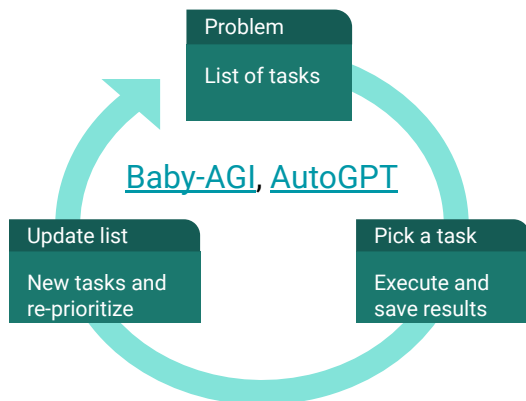 Problem
List of tasks
Baby-AGI, AutoGPT
Update list
New tasks and
re-prioritize
Pick a task
Execute and
save results